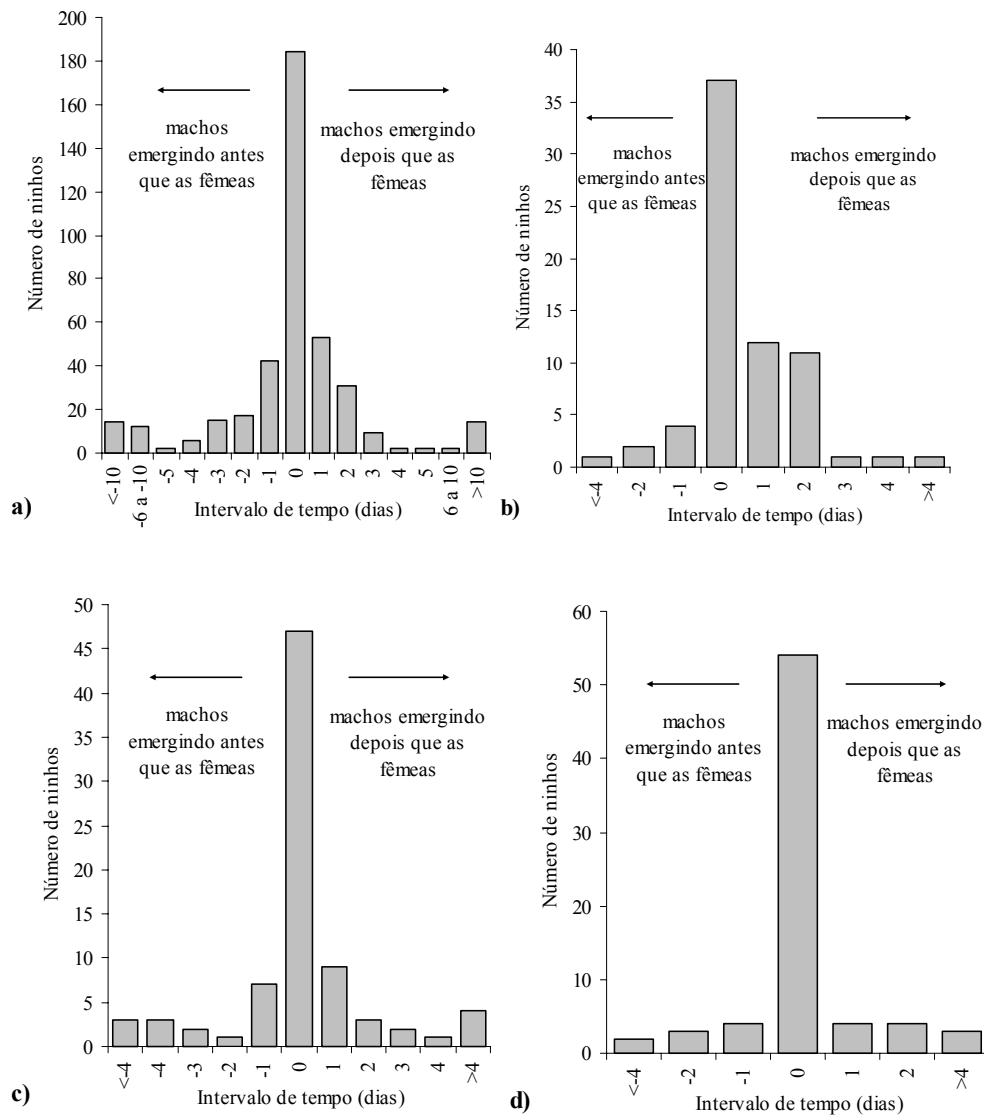 200
180
160
140
120
100
80
60
40
20
0
Número de ninhos
machos
emergindo antes
que as fêmeas
machos emergindo
depois que as
fêmeas
<-10
-6 a -10
-5
-4
-3
-2
-1
0
1
2
3
4
5
6 a 10
>10
Intervalo de tempo (dias)
a)
40
35
30
25
20
15
10
5
0
Número de ninhos
machos
emergindo antes
que as fêmeas
machos emergindo
depois que as
fêmeas
<-4
-2
-1
0
1
2
3
4
>4
Intervalo de tempo (dias)
b)
50
45
40
35
30
25
20
15
10
5
0
Número de ninhos
machos
emergindo antes
que as fêmeas
machos emergindo
depois que as
fêmeas
<-4
-4
-3
-2
-1
0
1
2
3
4
>4
Intervalo de tempo (dias)
c)
60
50
40
30
20
10
0
Número de ninhos
machos
emergindo antes
que as fêmeas
machos emergindo
depois que as
fêmeas
<-4
-2
-1
0
1
2
>4
Intervalo de tempo (dias)
d)